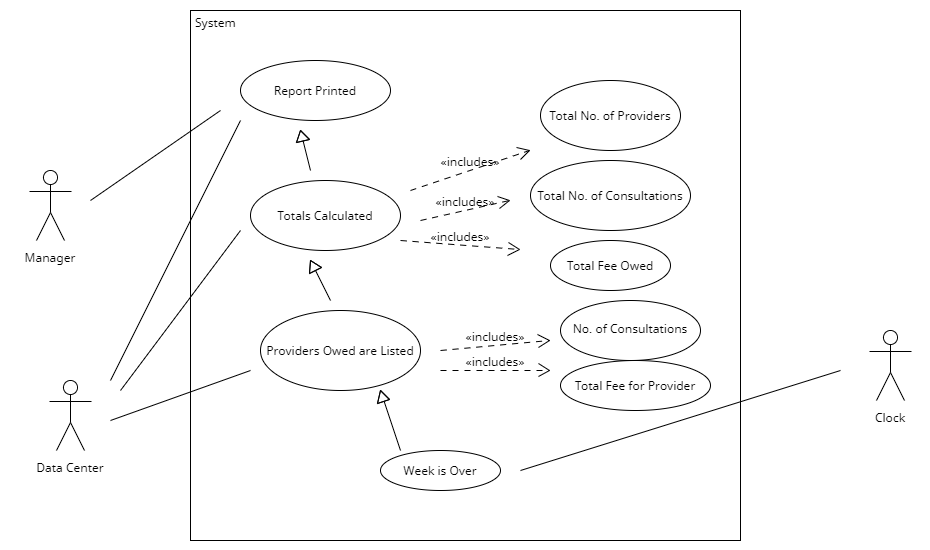 System
Report Printed
Total No. of Providers
«includes»
Total No. of Consultations
«includes»
Totals Calculated
«includes»
Manager
Total Fee Owed
No. of Consultations
«includes»
Providers Owed are Listed
«includes»
Total Fee for Provider
Clock
Data Center
Week is Over